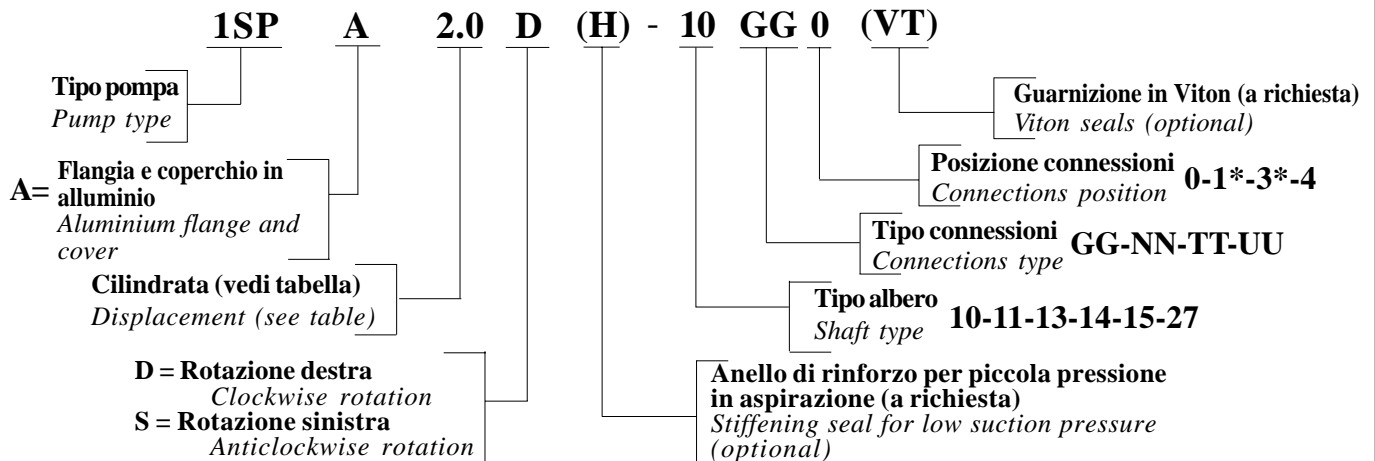 1SP A 2.0 D (H) - 10 GG 0 (VT)
Tipo pompa
Pump type
A= Flangia e coperchio in
alluminio
Aluminium flange and
cover
Cilindrata (vedi tabella)
Displacement (see table)
D = Rotazione destra
Clockwise rotation
S = Rotazione sinistra
Anticlockwise rotation
Guarnizione in Viton (a richiesta)
Viton seals (optional)
Posizione connessioni
Connections position
0-1*-3*-4
Tipo connessioni
Connections type
GG-NN-TT-UU
Tipo albero
Shaft type
10-11-13-14-15-27
Anello di rinforzo per piccola pressione
in aspirazione (a richiesta)
Stiffening seal for low suction pressure
(optional)